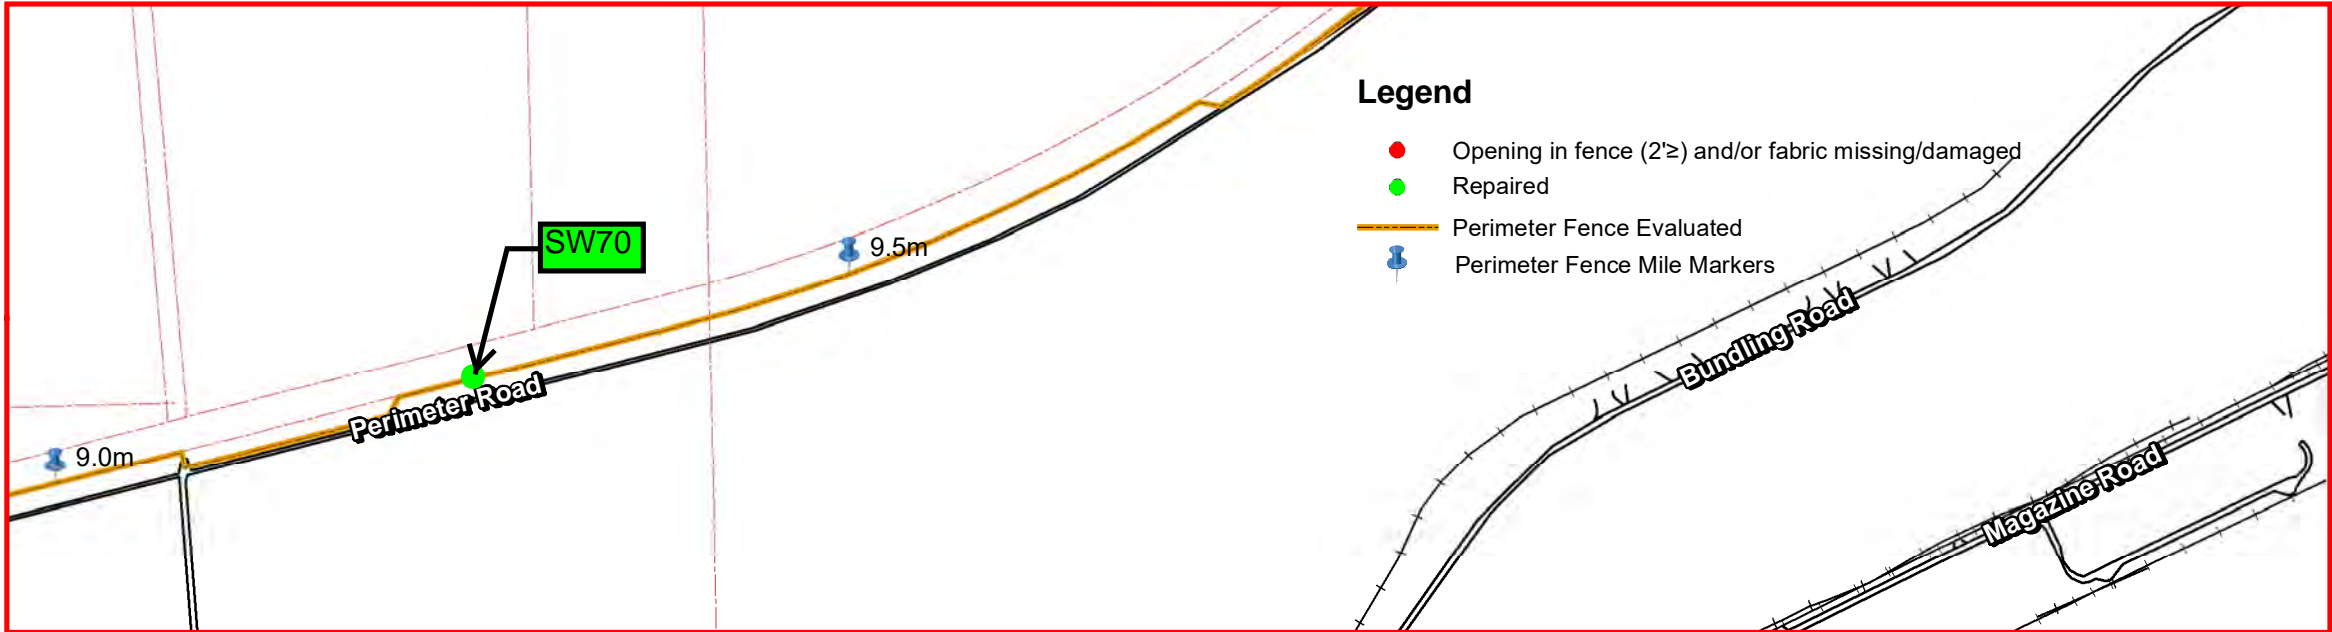 Legend
Opening in fence (2'≥) and/or fabric missing/damaged
Repaired
Perimeter Fence Evaluated
Perimeter Fence Mile Markers
SW70
9.5m
Perimeter Road
9.0m
Bundling Road
Magazine Road